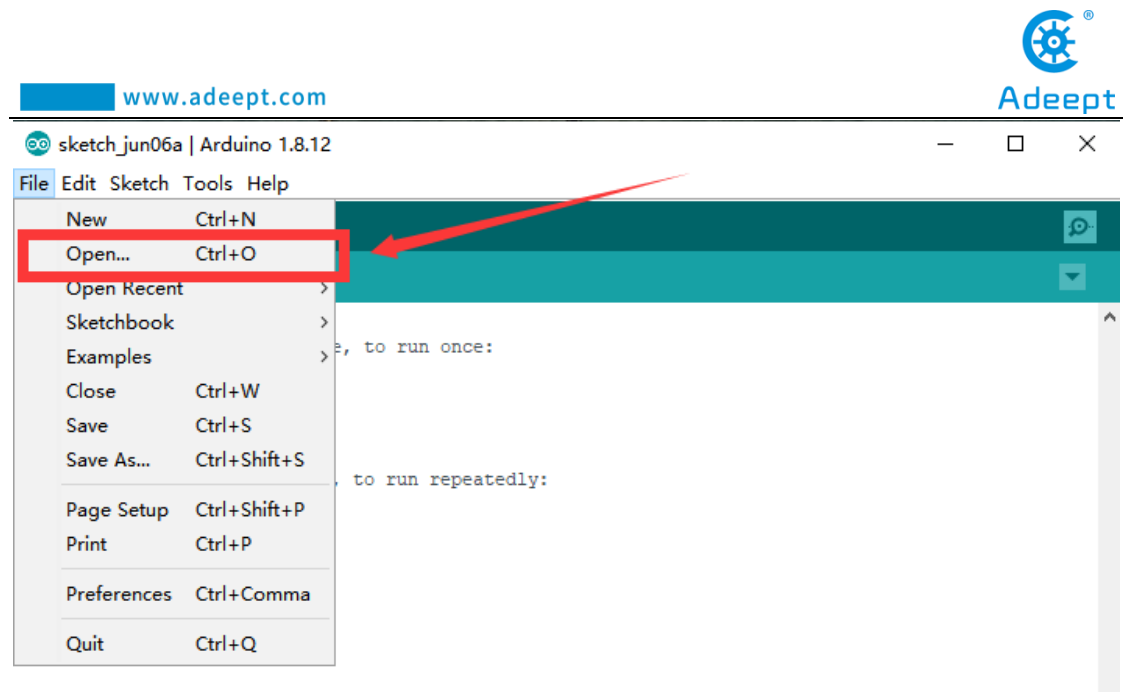 ®
Adeept
www.adeept.com
sketch_jun06a | Arduino 1.8.12
File Edit Sketch Tools Help
New Ctrl+N
Open... Ctrl+O
Open Recent
Sketchbook
, to run once:
Examples
Close Ctrl+W
Save Ctrl+S
Save As... Ctrl+Shift+S
, to run repeatedly:
Page Setup Ctrl+Shift+P
Print Ctrl+P
Preferences Ctrl+Comma
Quit Ctrl+Q